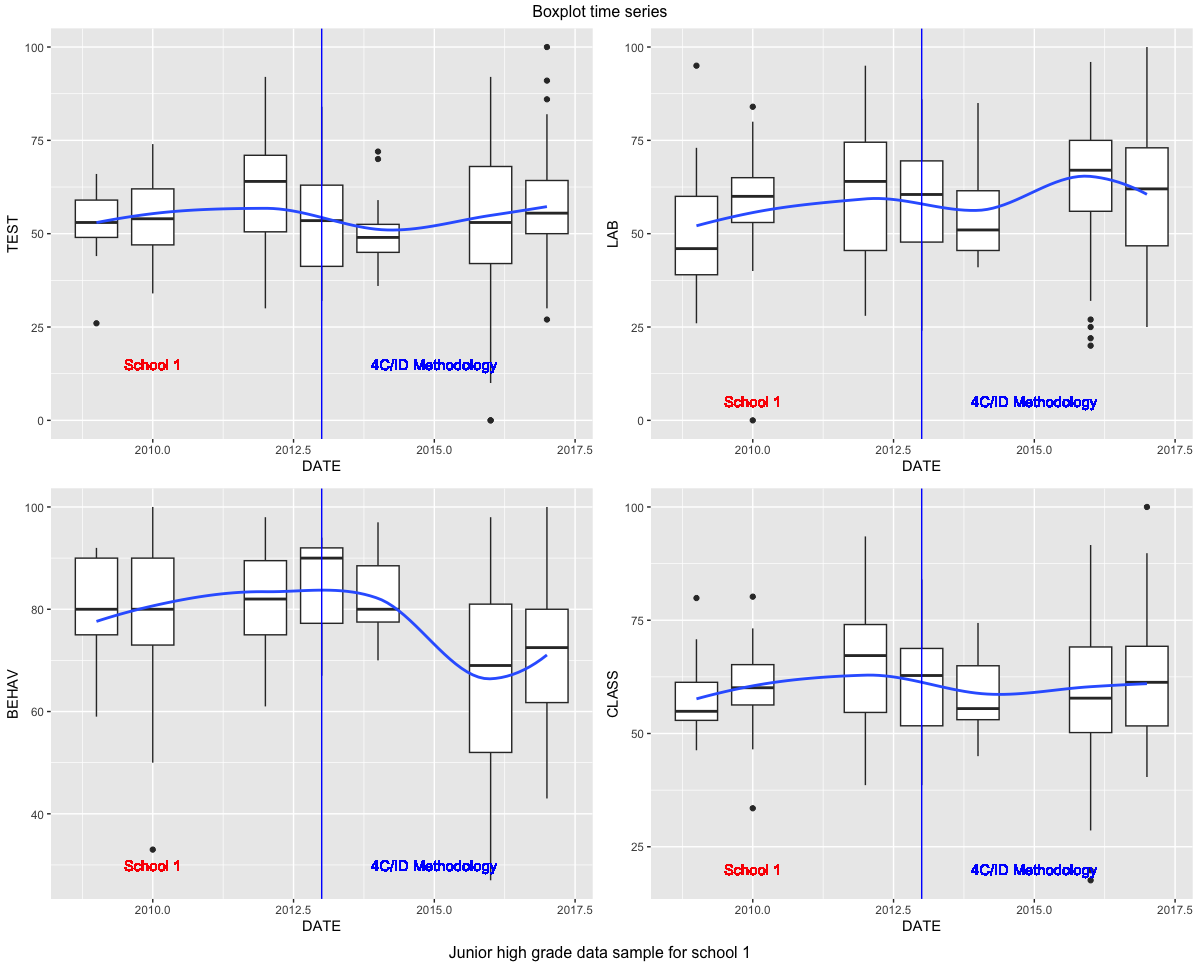 Boxplot time series
TEST
100
75
50
25
0
School 1
4C/ID Methodology
2010.0
2012.5
2015.0
2017.5
DATE
LAB
100
75
50
25
0
School 1
4C/ID Methodology
2010.0
2012.5
2015.0
2017.5
DATE
BEHAV
100
80
60
40
School 1
4C/ID Methodology
2010.0
2012.5
2015.0
2017.5
DATE
CLASS
100
75
50
25
School 1
4C/ID Methodology
2010.0
2012.5
2015.0
2017.5
DATE
Junior high grade data sample for school 1